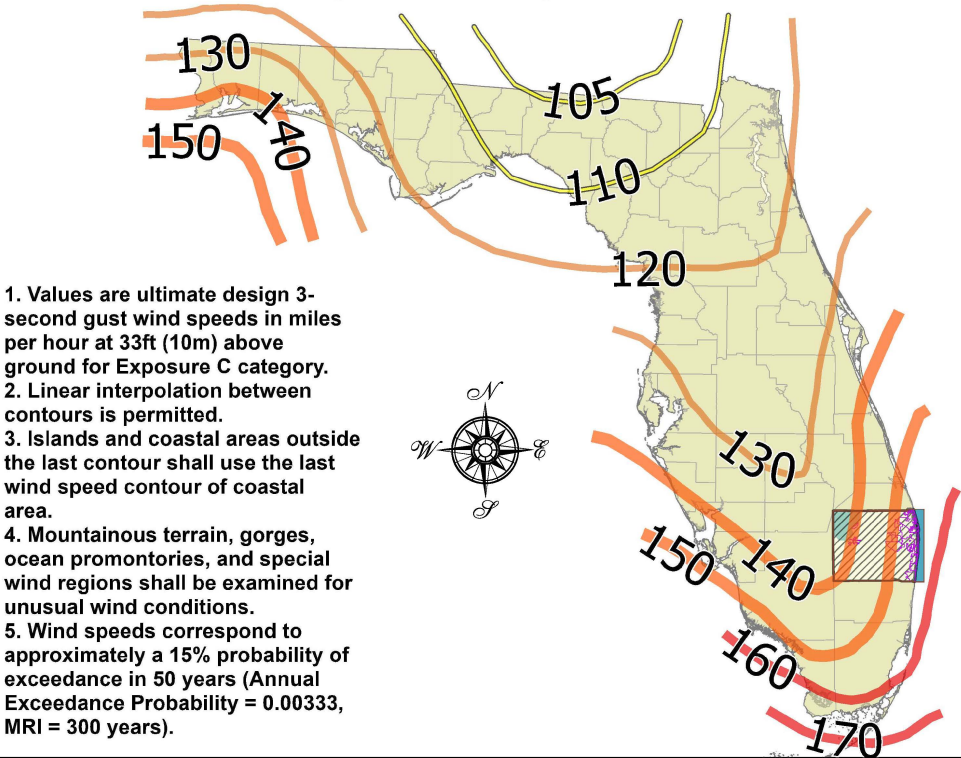 130
105
140
150
110
120
1. Values are ultimate design 3-
second gust wind speeds in miles
per hour at 33ft (10m) above
ground for Exposure C category.
2. Linear interpolation between
contours is permitted.
3. Islands and coastal areas outside
the last contour shall use the last
wind speed contour of coastal
area.
4. Mountainous terrain, gorges,
ocean promontories, and special
wind regions shall be examined for
unusual wind conditions.
5. Wind speeds correspond to
approximately a 15% probability of
exceedance in 50 years (Annual
Exceedance Probability = 0.00333,
MRI = 300 years).
N
W E
S
130
150
140
160
170